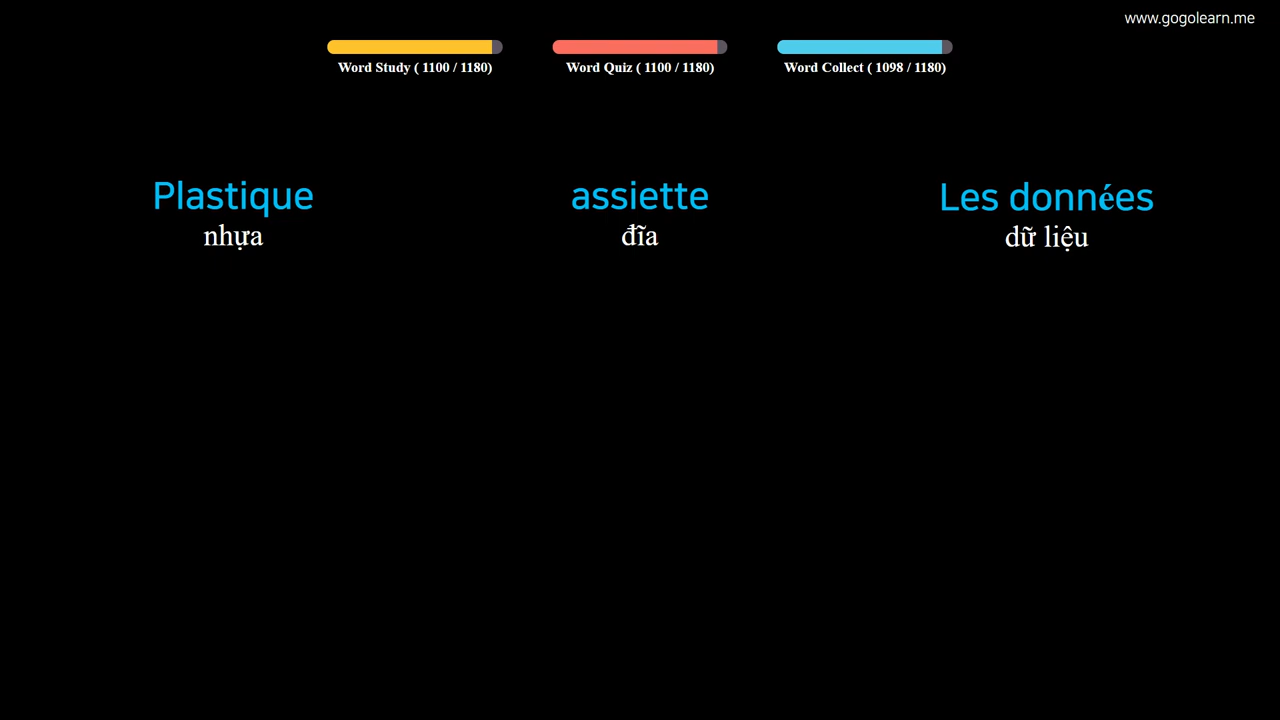 www.gogolearn.me
Word Study ( 1100 / 1180)
Word Quiz ( 1100 / 1180)
Word Collect ( 1098 / 1180)
Plastique
nhựa
assiette
đĩa
Les données
dữ liệu